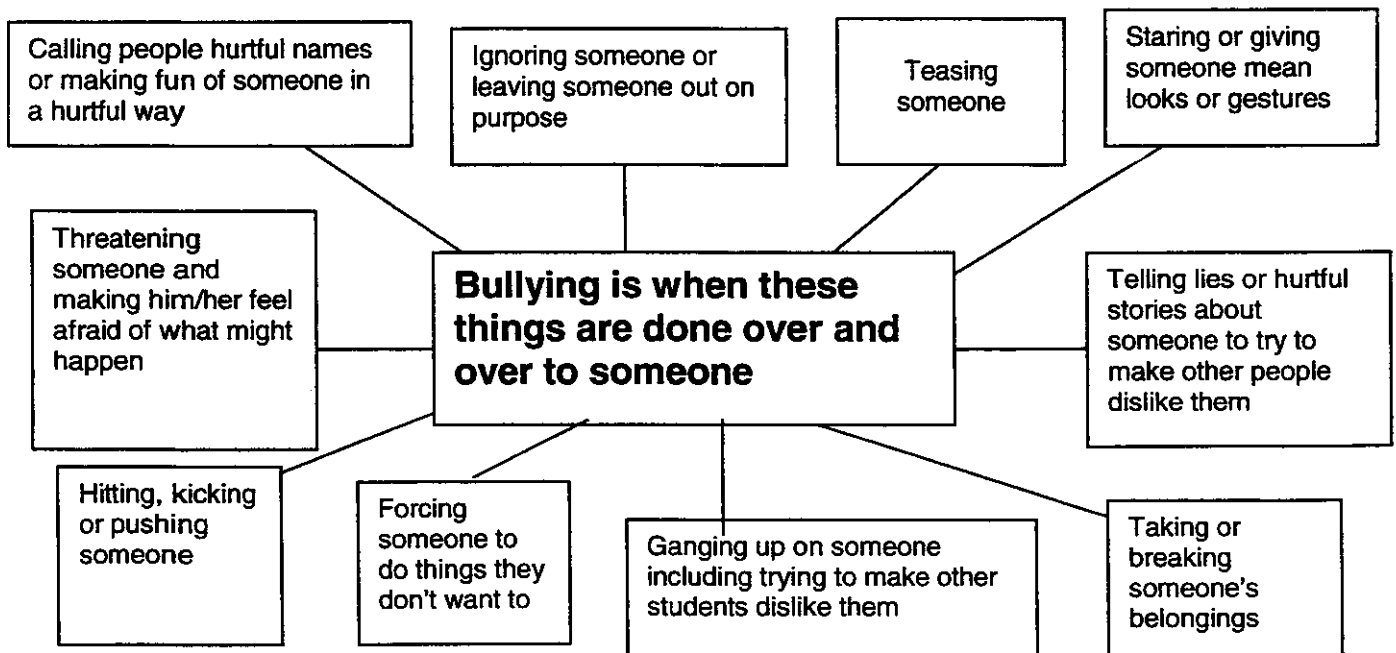 Calling people hurtful names
or making fun of someone in
a hurtful way
Ignoring someone or
leaving someone out on
purpose
Teasing
someone
Staring or giving
someone mean
looks or gestures
Threatening
someone and
making him/her feel
afraid of what might
happen
Bullying is when these
things are done over and
over to someone
Telling lies or hurtful
stories about
someone to try to
make other people
dislike them
Hitting, kicking
or pushing
someone
Forcing
someone to
do things they
don't want to
Ganging up on someone
including trying to make other
students dislike them
Taking or
breaking
someone's
belongings